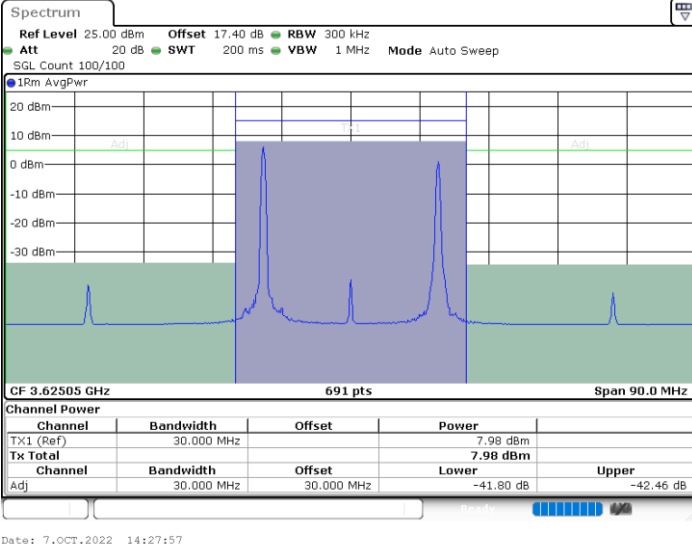 Spectrum
Ref Level 25.00 dBm Offset 17.40 dB RBW 300 kHz
Att 20 dB SWT 200 ms VBW 1 MHz Mode Auto Sweep
SGL Count 100/100
1Rm AvgPwr
20 dBm
TX1
10 dBm
Adj Adj
0 dBm
-10 dBm
-20 dBm
-30 dBm
CF 3.62505 GHz 691 pts Span 90.0 MHz
Channel Power
Channel Bandwidth Offset Power
TX1 (Ref) 30.000 MHz 7.98 dBm
Tx Total 7.98 dBm
Channel Bandwidth Offset Lower Upper
Adj 30.000 MHz 30.000 MHz -41.80 dB -42.46 dB
Ready
Date: 7.OCT.2022 14:27:57